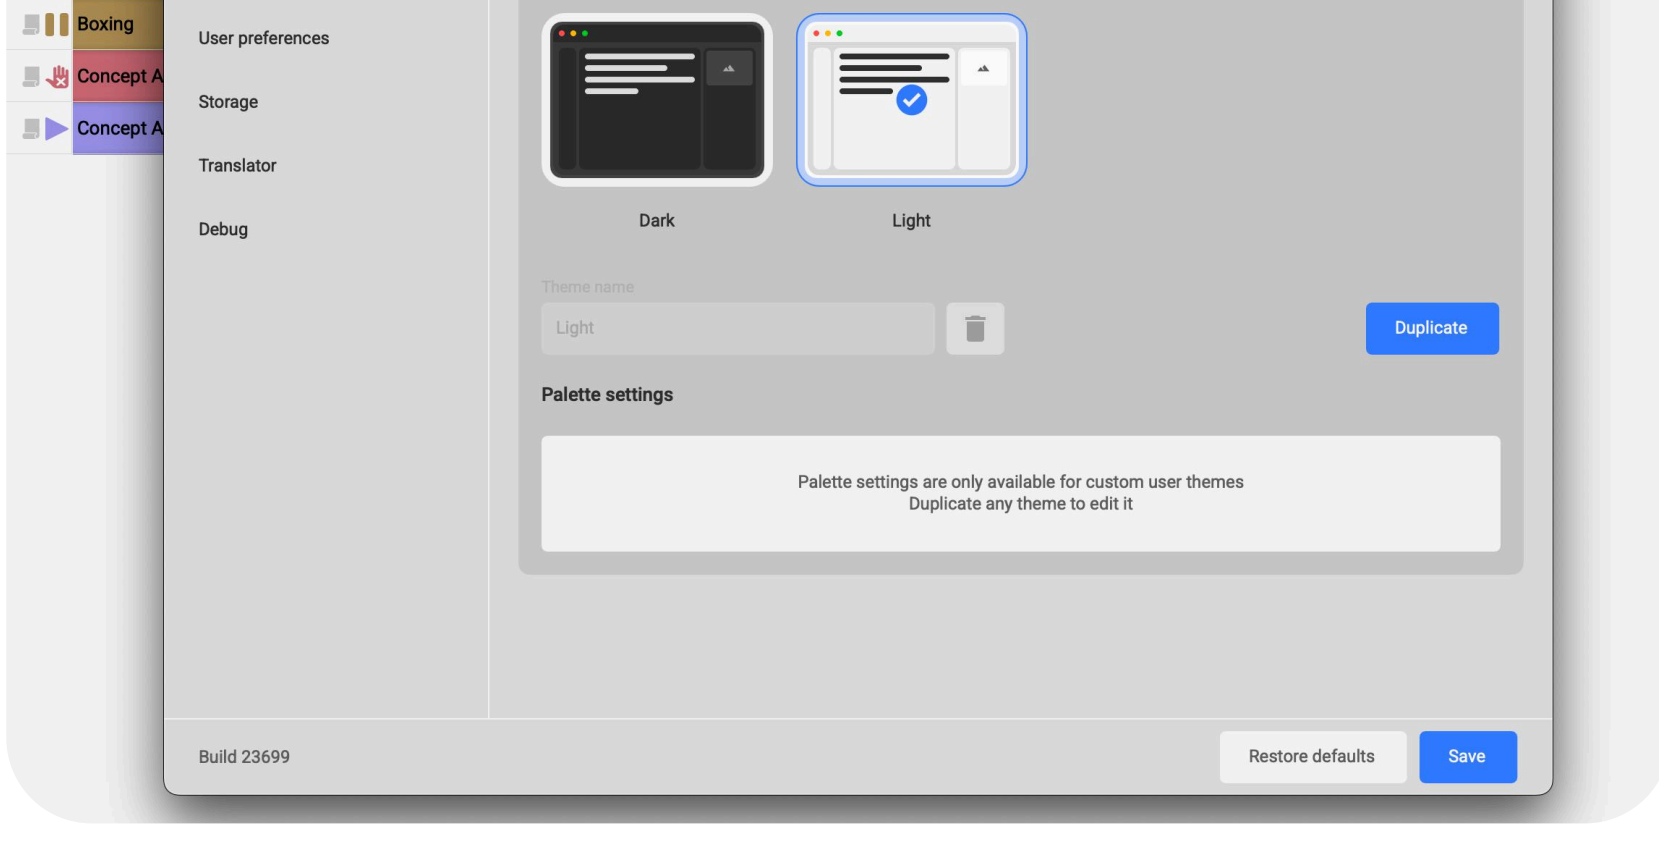 Boxing
Concept A
Concept A
User preferences
Storage
Translator
Debug
Dark
Light
Theme name
Light
Duplicate
Palette settings
Palette settings are only available for custom user themes
Duplicate any theme to edit it
Build 23699
Restore defaults
Save